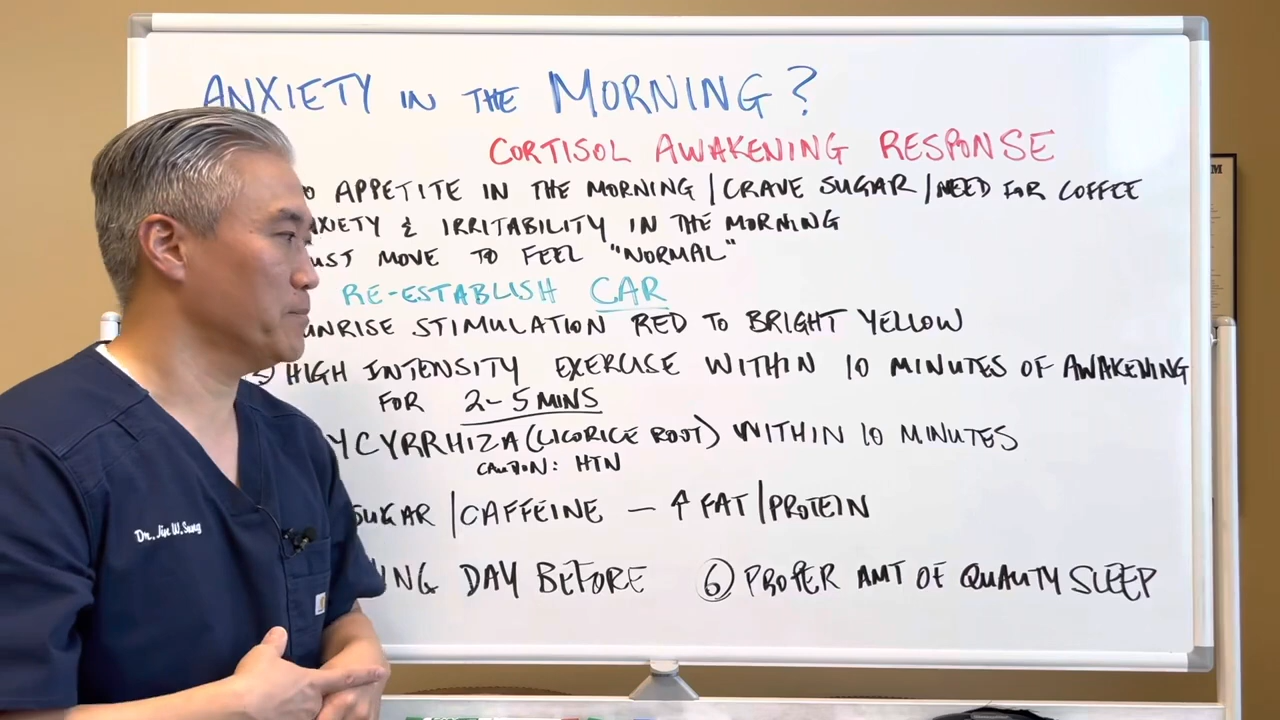 ANXIETY IN THE MORNING?
CORTISOL AWAKENING RESPONSE
APPETITE IN THE MORNING / CRAVE SUGAR / NEED FOR COFFEE
& IRRITABILITY IN THE MORNING
MOVE TO FEEL "NORMAL"
RE-ESTABLISH CAR
STIMULATION RED TO BRIGHT YELLOW
HIGH INTENSITY EXERCISE WITHIN 10 MINUTES OF AWAKENING
FOR 2-5 MINS
(LICORICE ROOT) WITHIN 10 MINUTES
CAUTION: HTN
SUGAR / CAFFEINE — ↑ FAT / PROTEIN
DAY BEFORE ⑥ PROPER AMT OF QUALITY SLEEP
Dr. Jin W. Sung